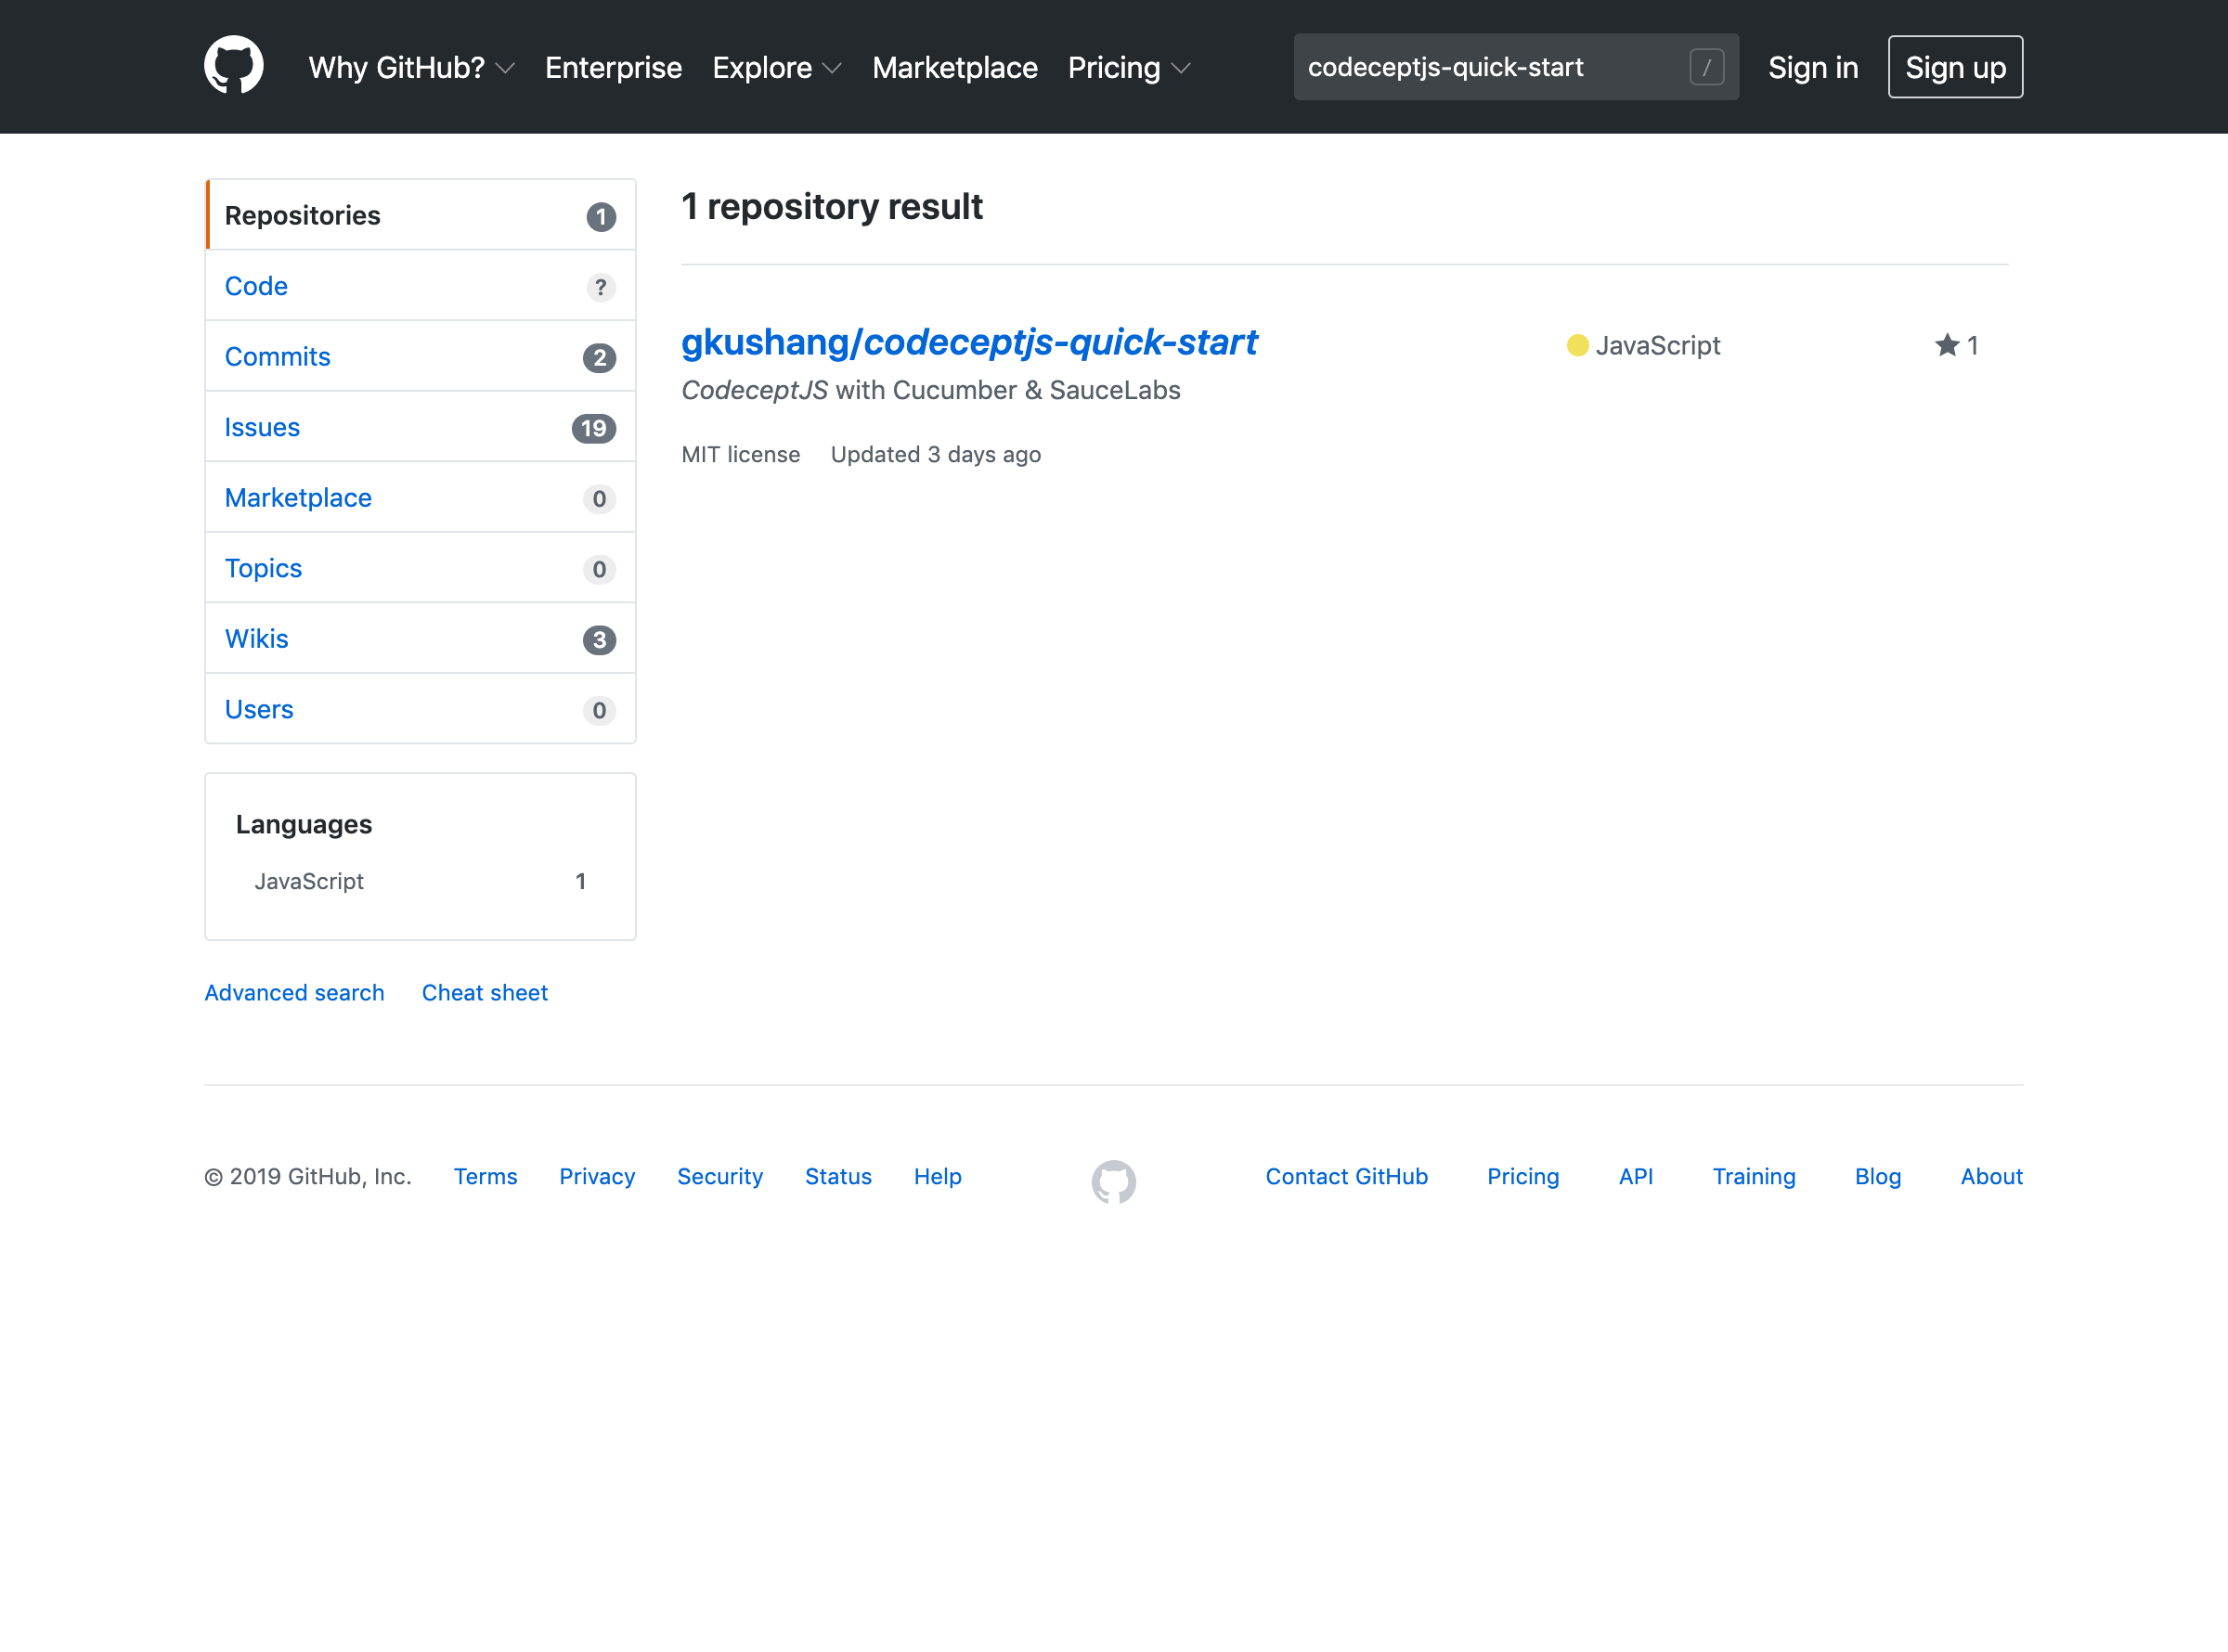 Why GitHub? Enterprise Explore Marketplace Pricing codeceptjs-quick-start / Sign in Sign up
Repositories 1
Code ?
Commits 2
Issues 19
Marketplace 0
Topics 0
Wikis 3
Users 0
Languages
JavaScript 1
Advanced search Cheat sheet
1 repository result
gkushang/codeceptjs-quick-start JavaScript 1
CodeceptJS with Cucumber & SauceLabs
MIT license Updated 3 days ago
© 2019 GitHub, Inc. Terms Privacy Security Status Help Contact GitHub Pricing API Training Blog About